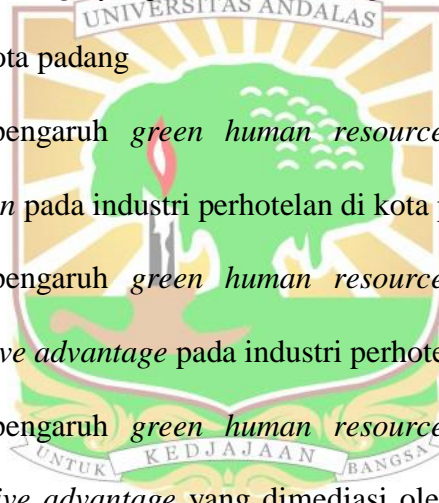 UNIVERSITAS ANDALAS
ota padang
pengaruh green human resource
n pada industri perhotelan di kota p
pengaruh green human resource
ve advantage pada industri perhote
pengaruh green human resource
UNTUK KEDJAJAAN BANGSA
ive advantage yang dimediasi ole